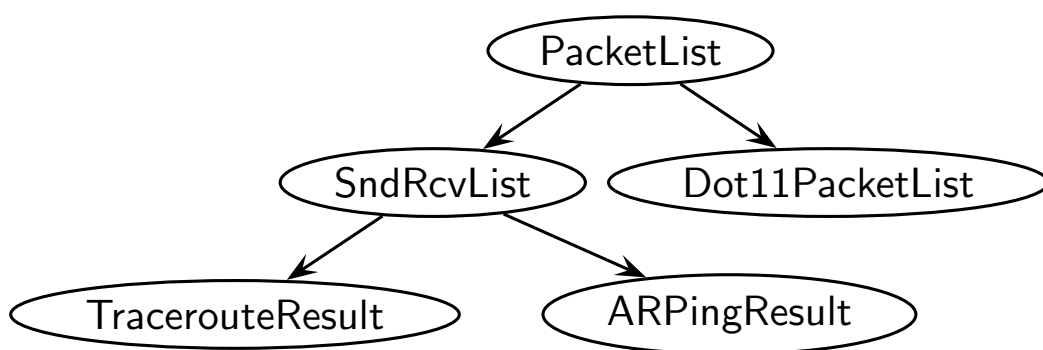 PacketList
SndRcvList
Dot11PacketList
TracerouteResult
ARPingResult